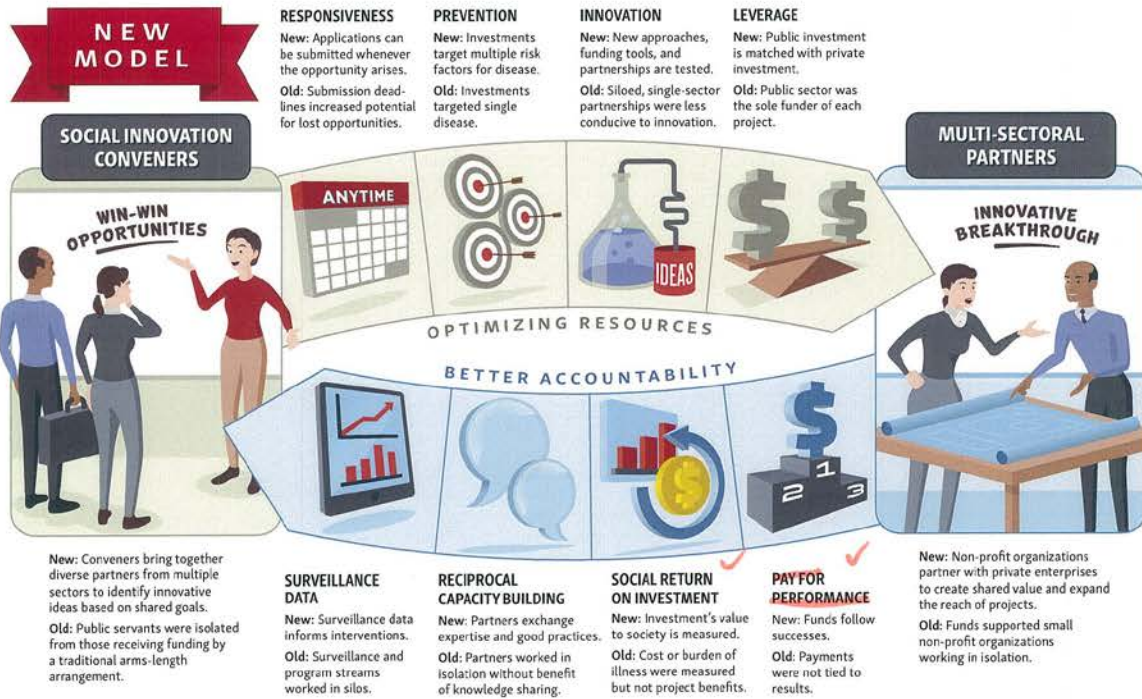 NEW
MODEL
RESPONSIVENESS
New: Applications can
be submitted whenever
the opportunity arises.
Old: Submission dead-
lines increased potential
for lost opportunities.
PREVENTION
New: Investments
target multiple risk
factors for disease.
Old: Investments
targeted single
disease.
INNOVATION
New: New approaches,
funding tools, and
partnerships are tested.
Old: Siloed, single-sector
partnerships were less
conducive to innovation.
LEVERAGE
New: Public investment
is matched with private
investment.
Old: Public sector was
the sole funder of each
project.
SOCIAL INNOVATION
CONVENERS
WIN-WIN
OPPORTUNITIES
ANYTIME
IDEAS
MULTI-SECTORAL
PARTNERS
INNOVATIVE
BREAKTHROUGH
OPTIMIZING RESOURCES
BETTER ACCOUNTABILITY
1
2
3
New: Conveners bring together
diverse partners from multiple
sectors to identify innovative
ideas based on shared goals.
Old: Public servants were isolated
from those receiving funding by
a traditional arms-length
arrangement.
SURVEILLANCE
DATA
New: Surveillance data
informs interventions.
Old: Surveillance and
program streams
worked in silos.
RECIPROCAL
CAPACITY BUILDING
New: Partners exchange
expertise and good practices.
Old: Partners worked in
isolation without benefit
of knowledge sharing.
SOCIAL RETURN
ON INVESTMENT
New: Investment's value
to society is measured.
Old: Cost or burden of
illness were measured
but not project benefits.
PAY FOR
PERFORMANCE
New: Funds follow
successes.
Old: Payments
were not tied to
results.
New: Non-profit organizations
partner with private enterprises
to create shared value and expand
the reach of projects.
Old: Funds supported small
non-profit organizations
working in isolation.